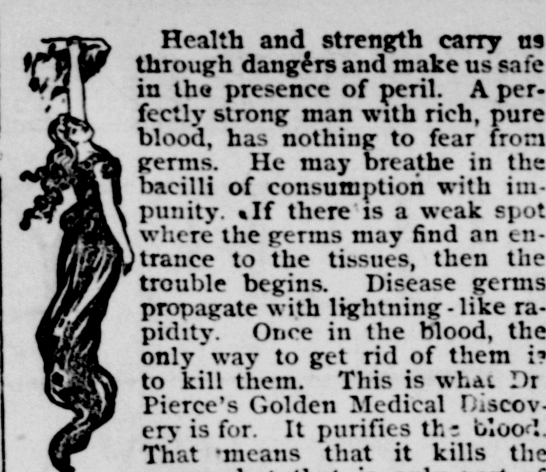 Health and strength carry us
through dangers and make us safe
in the presence of peril. A per-
fectly strong man with rich, pure
blood, has nothing to fear from
germs. He may breathe in the
bacilli of consumption with im-
punity. If there is a weak spot
where the germs may find an en-
trance to the tissues, then the
trouble begins. Disease germs
propagate with lightning-like ra-
pidity. Once in the blood, the
only way to get rid of them is
to kill them. This is what Dr
Pierce's Golden Medical Discov-
ery is for. It purifies the blood.
That means that it kills the